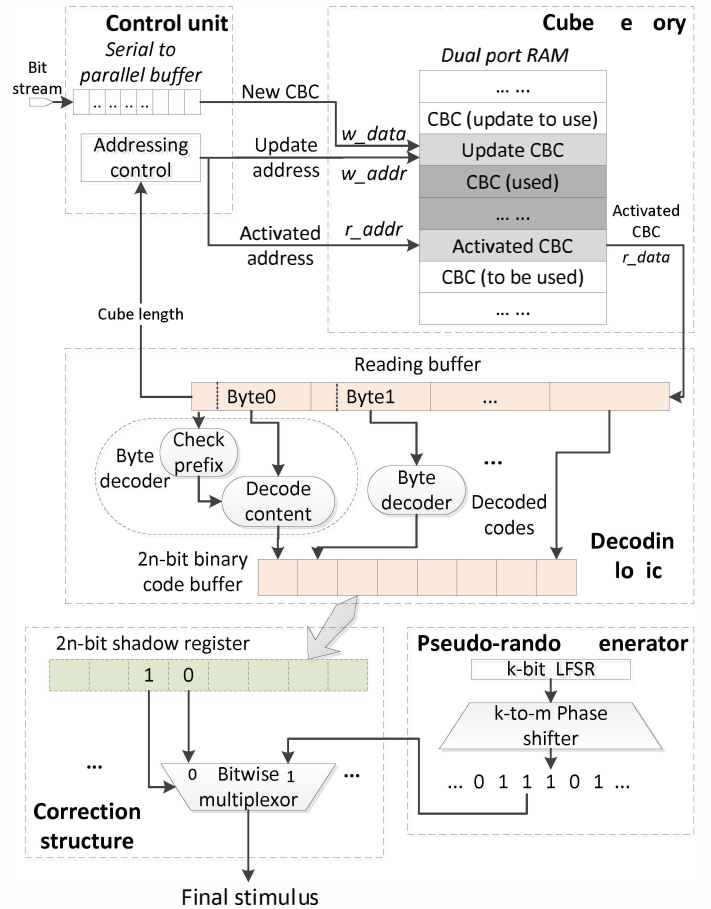 Control unit
Cube e ory
Serial to
parallel buffer
Dual port RAM
Bit
stream
.. .. .. ..
New CBC
... ...
CBC (update to use)
w_data
Addressing
control
Update
address
w_addr
Update CBC
CBC (used)
... ...
Activated
CBC
r_data
Activated
address
r_addr
Activated CBC
CBC (to be used)
... ...
Cube length
Reading buffer
Byte0
Byte1
...
Byte
decoder
Check
prefix
Decode
content
Byte
decoder
...
Decoded
codes
2n-bit binary
code buffer
Decodin
lo ic
2n-bit shadow register
1 0
Pseudo-rando enerator
k-bit LFSR
k-to-m Phase
shifter
... 0 1 1 1 0 1 ...
...
0 Bitwise 1
multiplexor
...
Correction
structure
Final stimulus